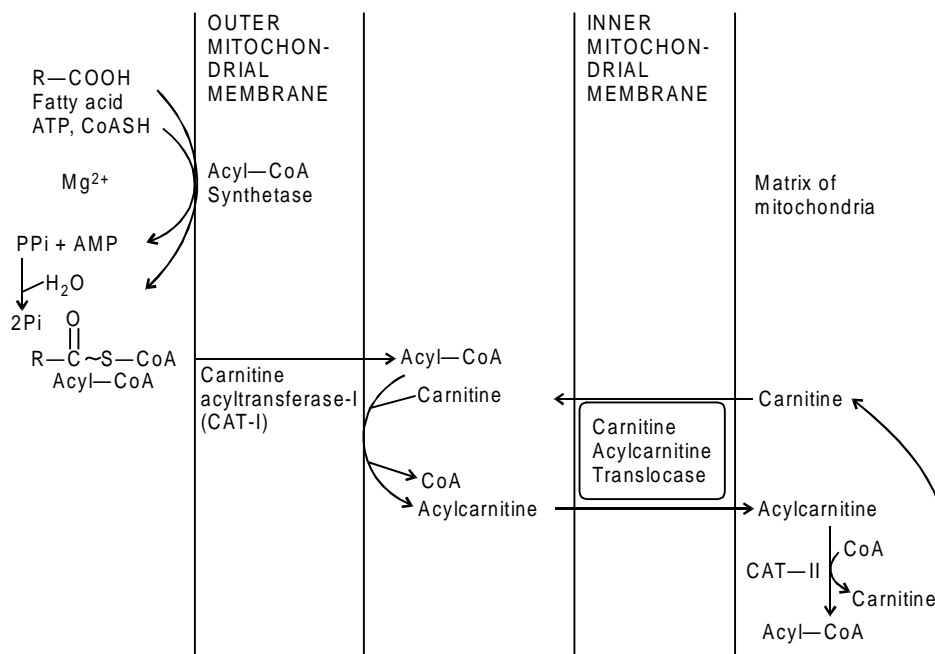 OUTER
MITOCHON-
DRIAL
MEMBRANE
INNER
MITOCHON-
DRIAL
MEMBRANE
R—COOH
Fatty acid
ATP, CoASH
Mg2+
Acyl—CoA
Synthetase
Matrix of
mitochondria
PPi + AMP
H2O
2Pi
O
R—C~S—CoA
Acyl—CoA
Carnitine
acyltransferase-I
(CAT-I)
Acyl—CoA
Carnitine
CoA
Acylcarnitine
Carnitine
Acylcarnitine
Translocase
Carnitine
Acylcarnitine
CoA
CAT—II
Carnitine
Acyl—CoA